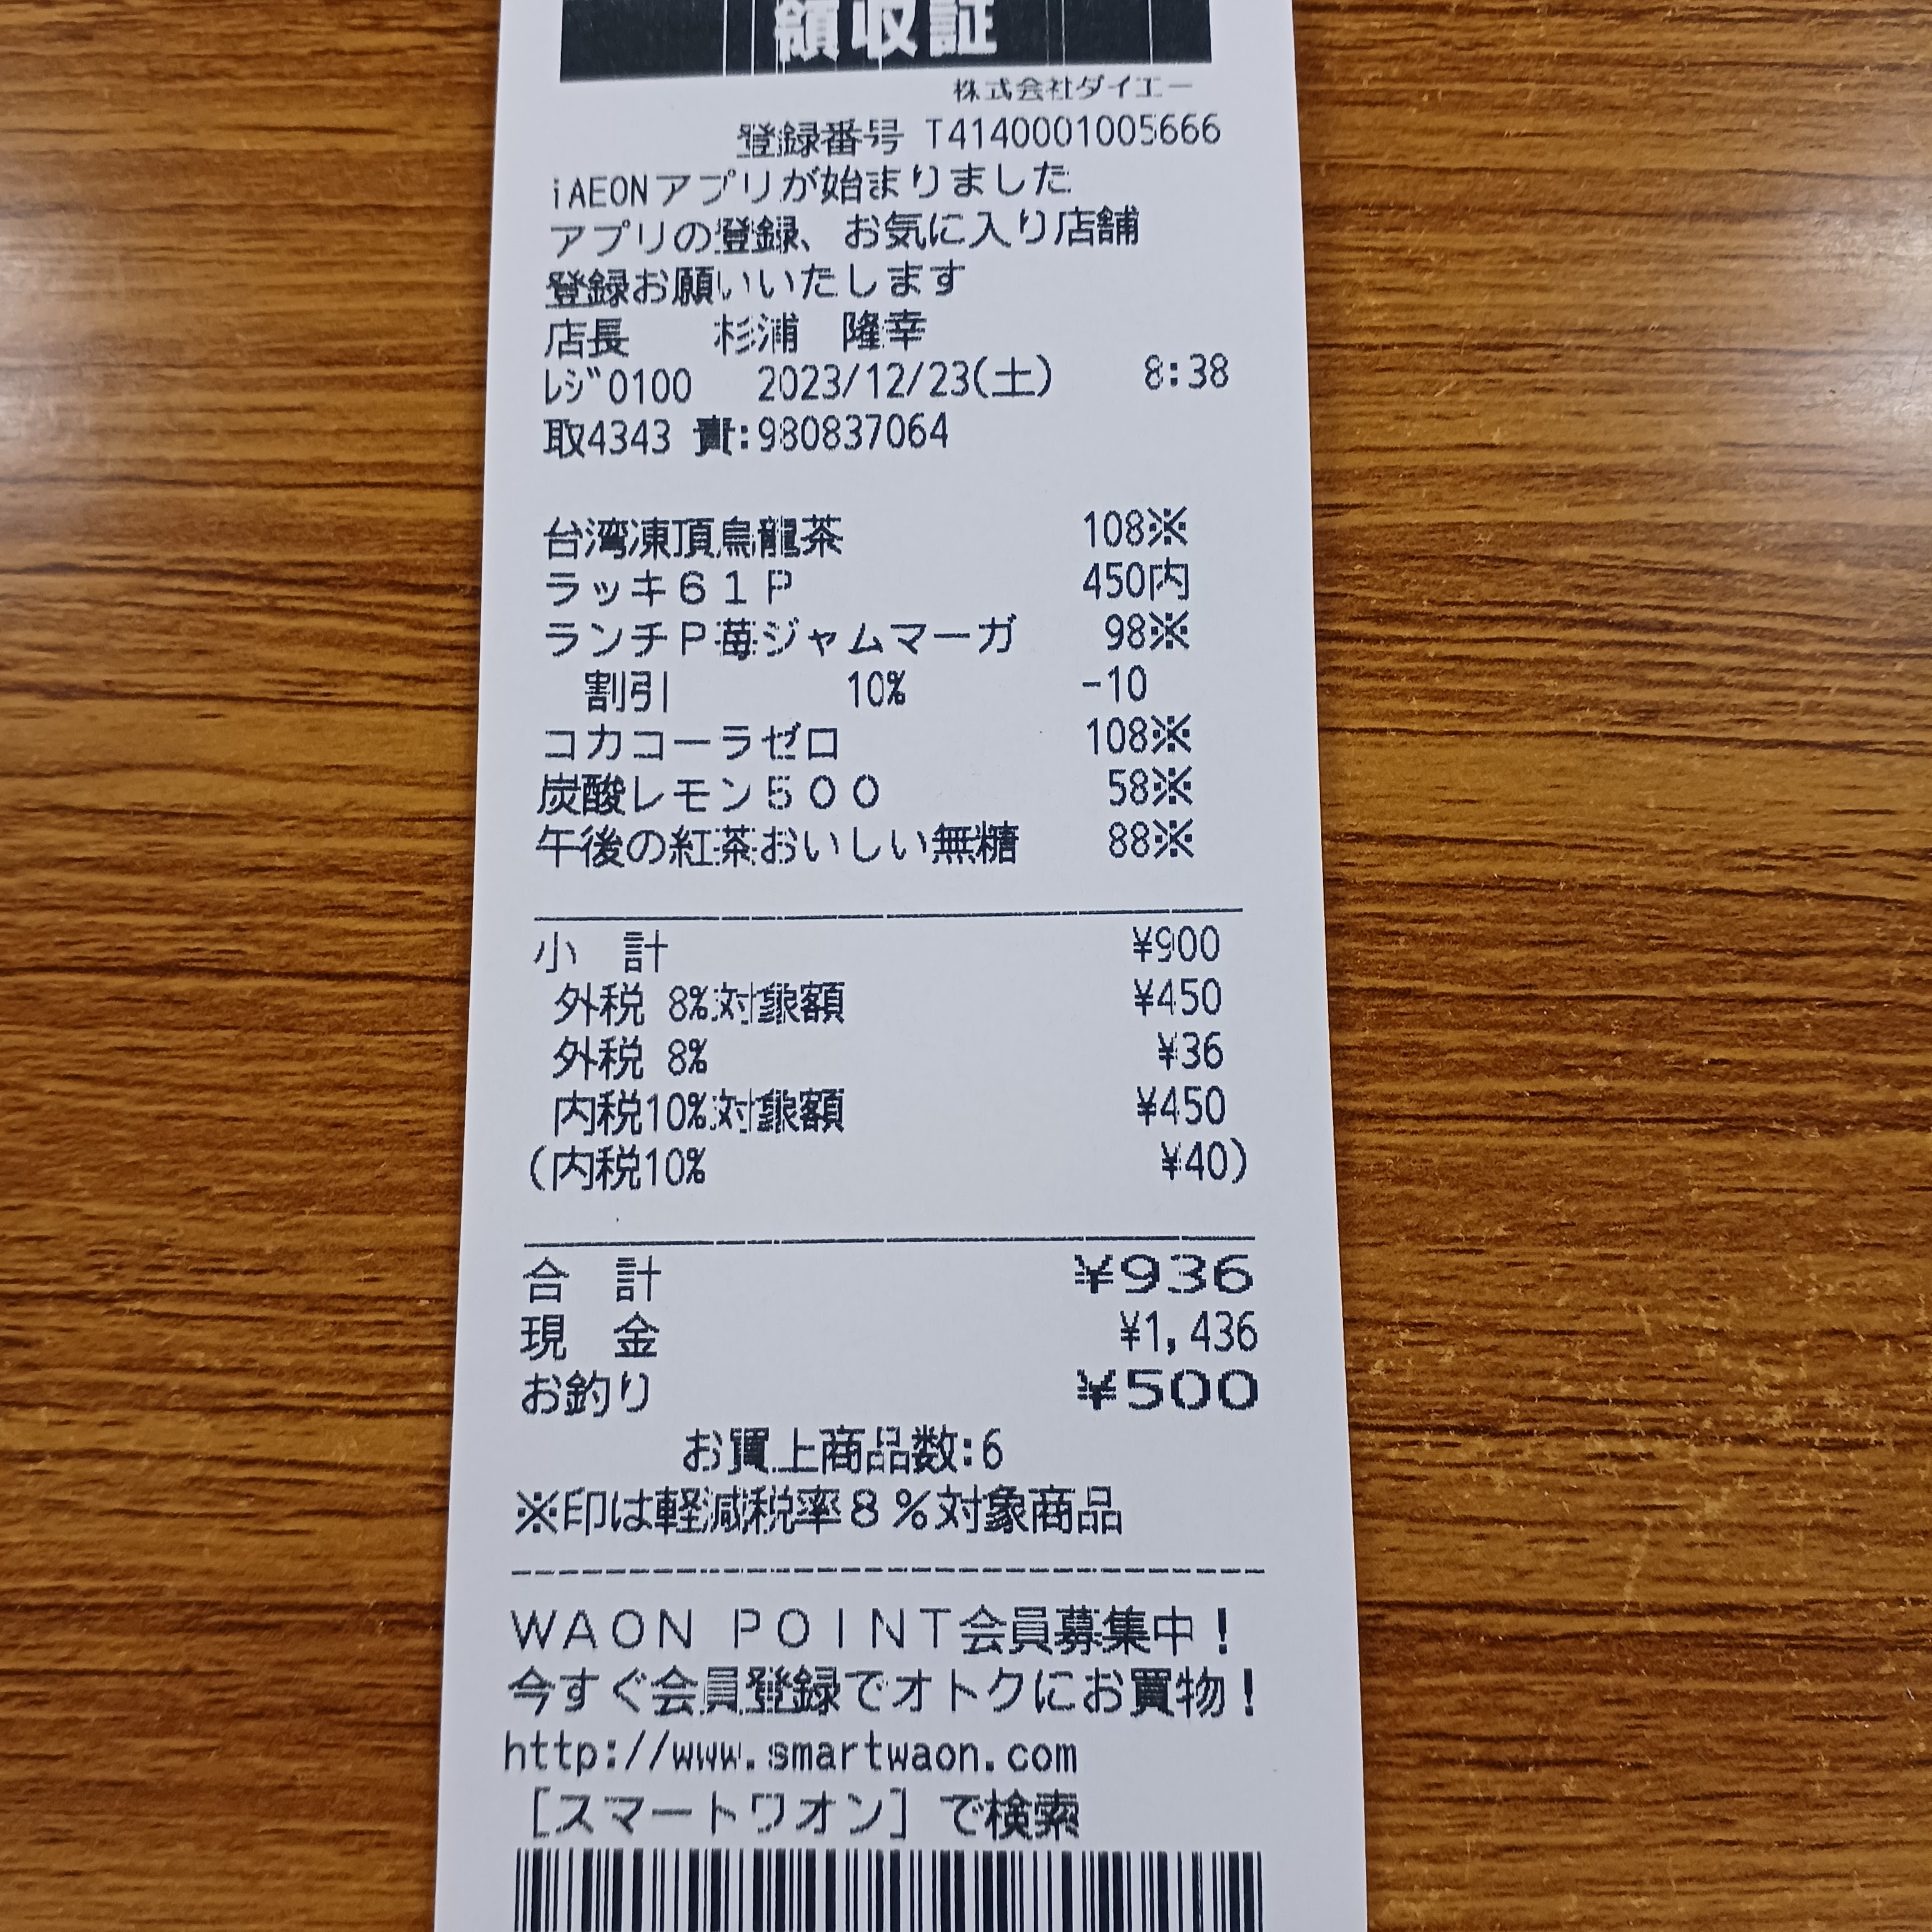 領収証
株式会社ダイエー
登録番号 T4140001005666
iAEONアプリが始まりました
アプリの登録、お気に入り店舗
登録お願いいたします
店長　杉浦　隆幸
ﾚｼﾞ0100 2023/12/23(土) 8:38
取4343 責:980837064
台湾凍頂烏龍茶 108※
ラッキ６１Ｐ 450内
ランチＰ苺ジャムマーガ 98※
割引 10% -10
コカコーラゼロ 108※
炭酸レモン５００ 58※
午後の紅茶おいしい無糖 88※
小　計 ¥900
外税 8%対象額 ¥450
外税 8% ¥36
内税10%対象額 ¥450
(内税10% ¥40)
合　計 ¥936
現　金 ¥1,436
お釣り ¥500
お買上商品数:6
※印は軽減税率８％対象商品
ＷＡＯＮ　ＰＯＩＮＴ会員募集中！
今すぐ会員登録でオトクにお買物！
http://www.smartwaon.com
［スマートワオン］で検索